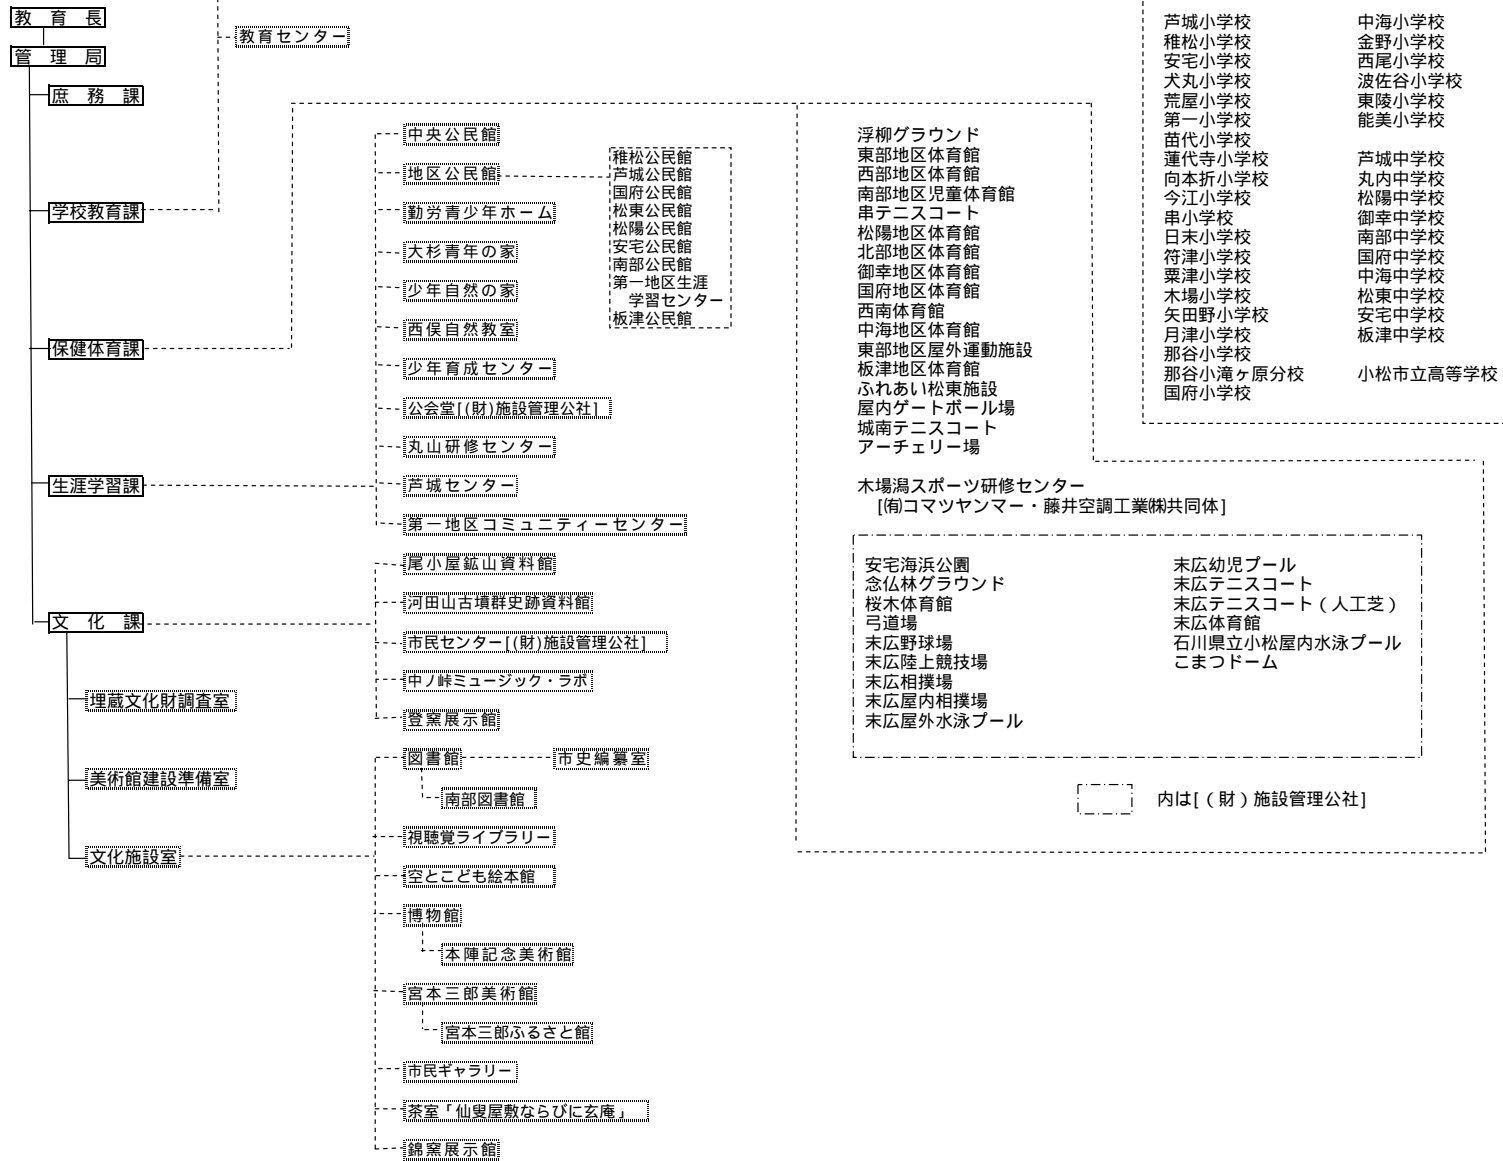 教育長
管理局
庶務課
学校教育課
保健体育課
生涯学習課
文化課
埋蔵文化財調査室
美術館建設準備室
文化施設室
教育センター
中央公民館
地区公民館
勤労青少年ホーム
大杉青年の家
少年自然の家
西俣自然教室
少年育成センター
公会堂[(財)施設管理公社]
丸山研修センター
芦城センター
第一地区コミュニティーセンター
稚松公民館
芦城公民館
国府公民館
松東公民館
松陽公民館
安宅公民館
南部公民館
第一地区生涯
学習センター
板津公民館
尾小屋鉱山資料館
河田山古墳群史跡資料館
市民センター[(財)施設管理公社]
中ノ峠ミュージック・ラボ
登窯展示館
図書館
市史編纂室
南部図書館
視聴覚ライブラリー
空とこども絵本館
博物館
本陣記念美術館
宮本三郎美術館
宮本三郎ふるさと館
市民ギャラリー
茶室「仙叟屋敷ならびに玄庵」
錦窯展示館
浮柳グラウンド
東部地区体育館
西部地区体育館
南部地区児童体育館
串テニスコート
松陽地区体育館
北部地区体育館
御幸地区体育館
国府地区体育館
西南体育館
中海地区体育館
東部地区屋外運動施設
板津地区体育館
ふれあい松東施設
屋内ゲートボール場
城南テニスコート
アーチェリー場
木場潟スポーツ研修センター
[㈲コマツヤンマー・藤井空調工業㈱共同体]
安宅海浜公園
念仏林グラウンド
桜木体育館
弓道場
末広野球場
末広陸上競技場
末広相撲場
末広屋内相撲場
末広屋外水泳プール
末広幼児プール
末広テニスコート
末広テニスコート(人工芝)
末広体育館
石川県立小松屋内水泳プール
こまつドーム
内は[(財)施設管理公社]
芦城小学校
稚松小学校
安宅小学校
犬丸小学校
荒屋小学校
第一小学校
苗代小学校
蓮代寺小学校
向本折小学校
今江小学校
串小学校
日末小学校
符津小学校
粟津小学校
木場小学校
矢田野小学校
月津小学校
那谷小学校
那谷小滝ヶ原分校
国府小学校
中海小学校
金野小学校
西尾小学校
波佐谷小学校
東陵小学校
能美小学校
芦城中学校
丸内中学校
松陽中学校
御幸中学校
南部中学校
国府中学校
中海中学校
松東中学校
安宅中学校
板津中学校
小松市立高等学校